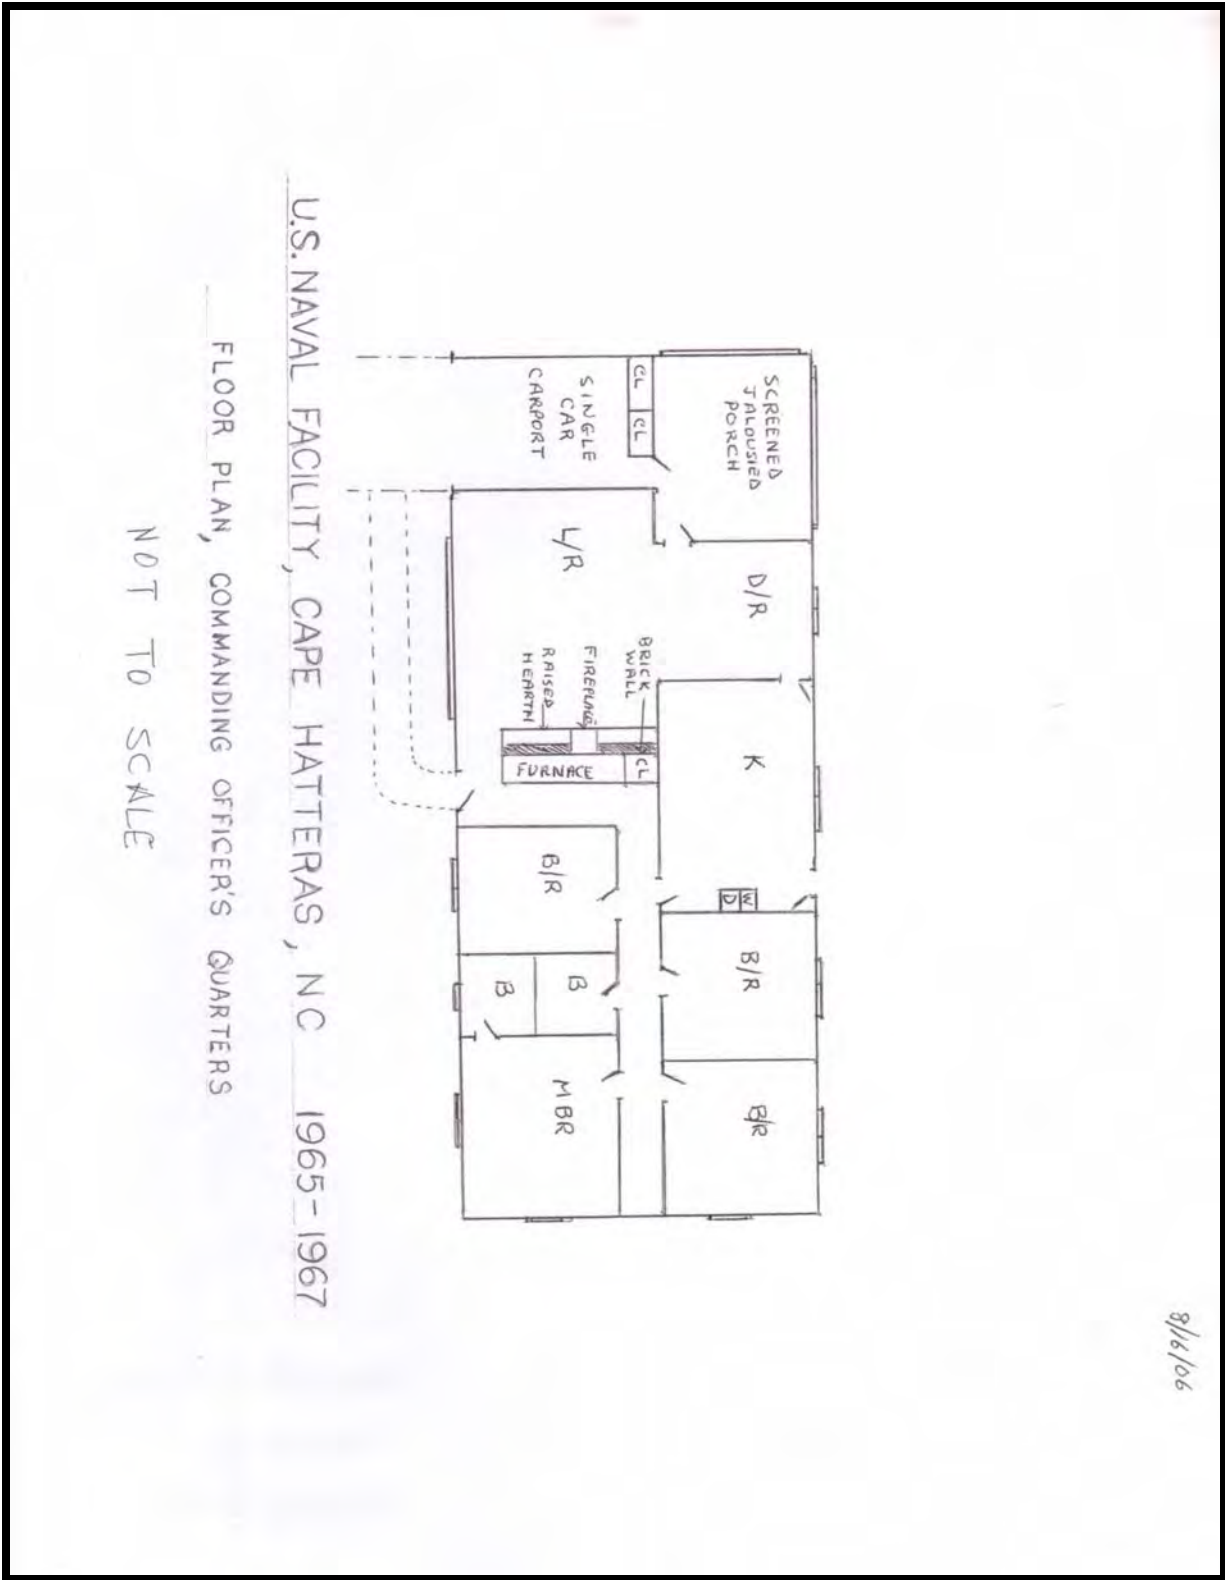 8/16/06
SCREENED
JALOUSIED
PORCH
D/R
K
W
D
B/R
B/R
CL
CL
SINGLE
CAR
CARPORT
L/R
BRICK
WALL
FIREPLACE
RAISED
HEARTH
CL
FURNACE
B/R
B
B
MBR
U.S. NAVAL FACILITY, CAPE HATTERAS, NC 1965-1967
FLOOR PLAN, COMMANDING OFFICER'S QUARTERS
NOT TO SCALE